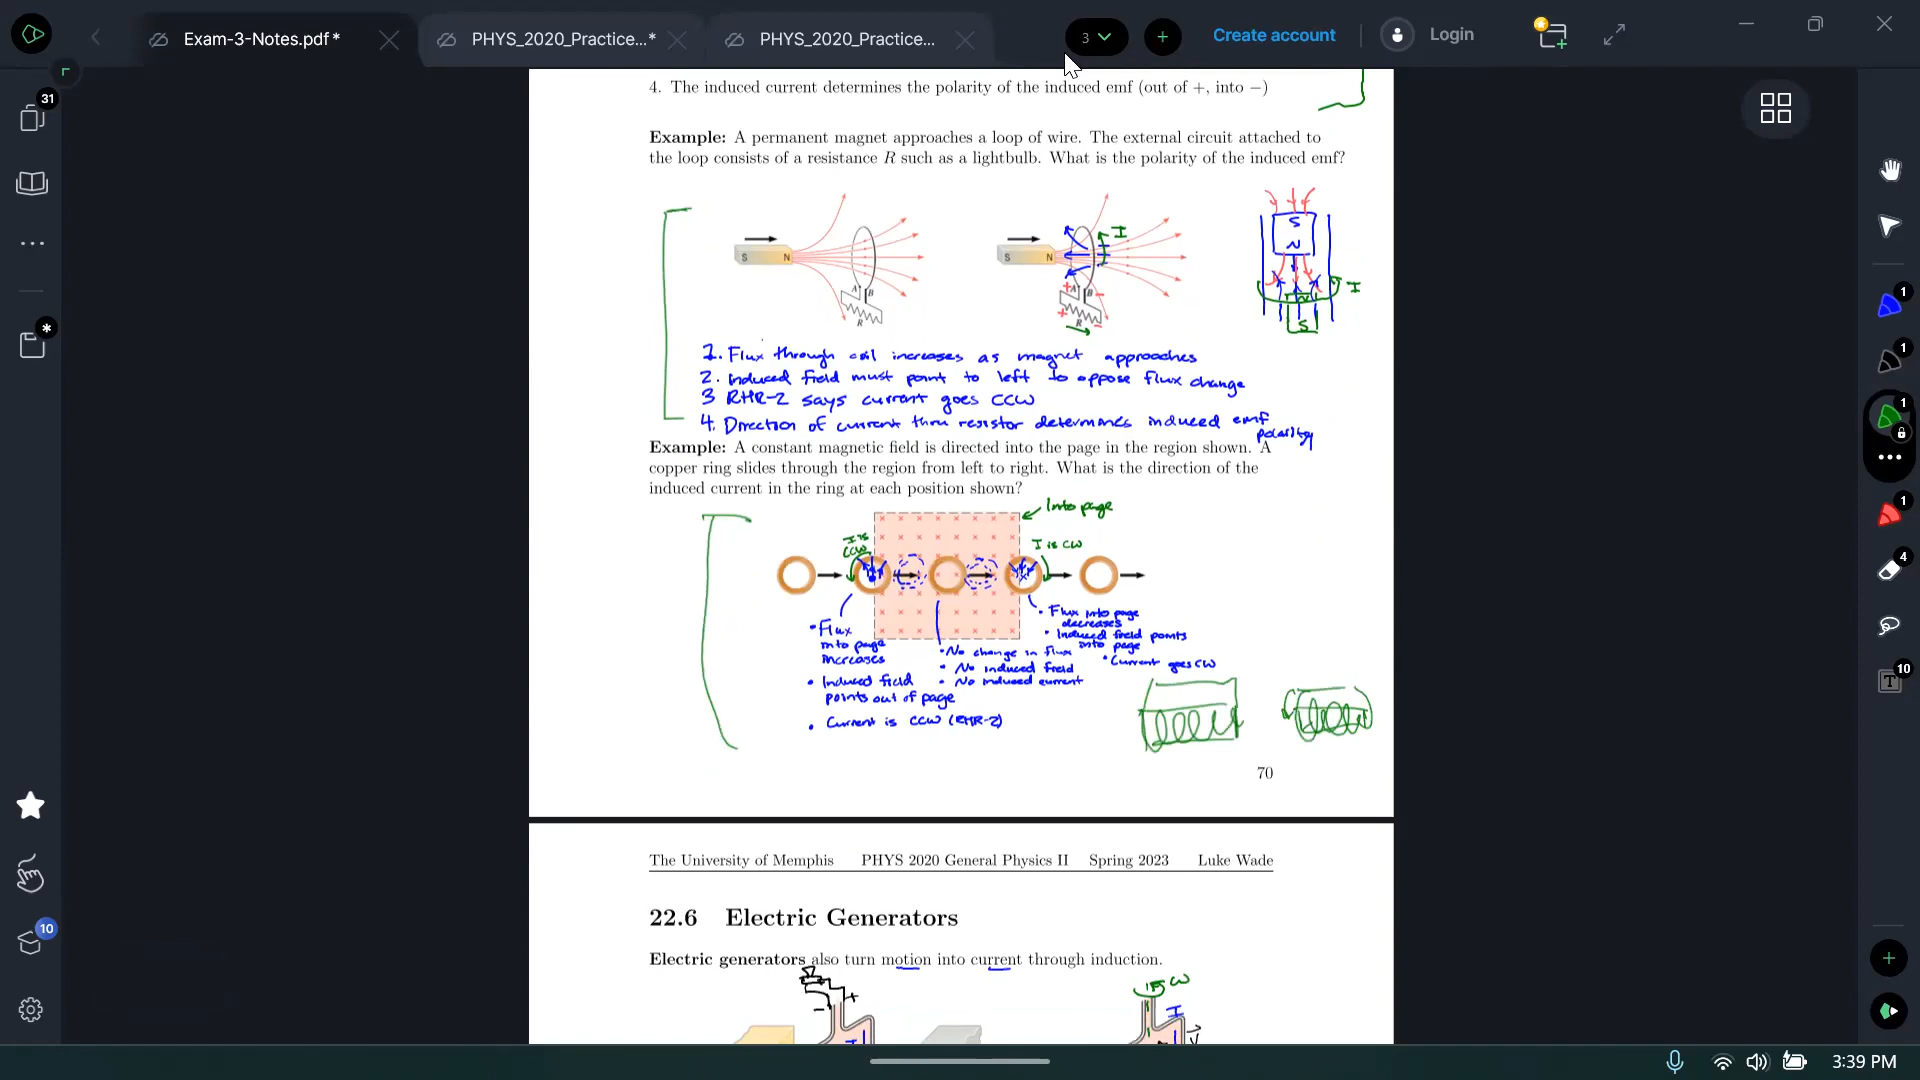 Exam-3-Notes.pdf*
PHYS_2020_Practice...*
PHYS_2020_Practice...
3
Create account
Login
31
4. The induced current determines the polarity of the induced emf (out of +, into −)
Example: A permanent magnet approaches a loop of wire. The external circuit attached to
the loop consists of a resistance R such as a lightbulb. What is the polarity of the induced emf?
S N
A B
R
S N
I
+ A B −
+ R −
S
N
I
N
S
1. Flux through coil increases as magnet approaches
2. Induced field must point to left to oppose flux change
3 RHR-2 says current goes CCW
4. Direction of current thru resistor determines induced emf
polarity
Example: A constant magnetic field is directed into the page in the region shown. A
copper ring slides through the region from left to right. What is the direction of the
induced current in the ring at each position shown?
Into page
I is
CCW
I is CW
• Flux
into page
increases
• Induced field
points out of page
• Current is CCW (RHR-2)
• No change in flux
• No induced field
• No induced current
• Flux into page
decreases
• Induced field points
into page
• Current goes CW
70
The University of Memphis PHYS 2020 General Physics II Spring 2023 Luke Wade
22.6 Electric Generators
Electric generators also turn motion into current through induction.
− +
I
ω
I
v
10
1
1
1
1
4
10
3:39 PM